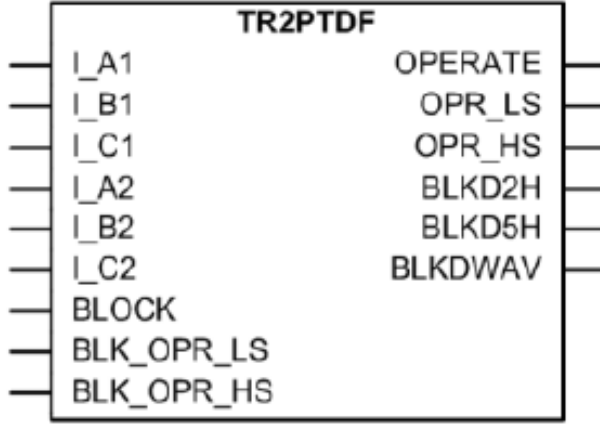 TR2PTDF
I_A1 OPERATE
I_B1 OPR_LS
I_C1 OPR_HS
I_A2 BLKD2H
I_B2 BLKD5H
I_C2 BLKDWAV
BLOCK
BLK_OPR_LS
BLK_OPR_HS